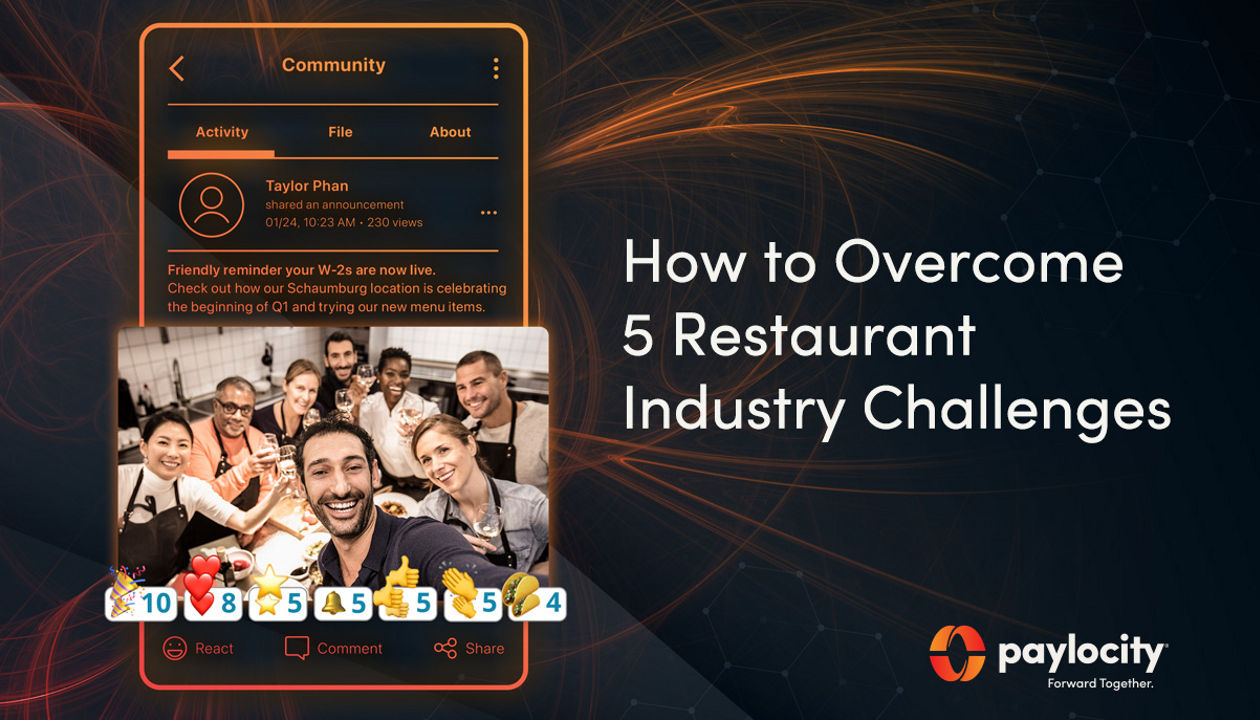 Community
Activity File About
Taylor Phan
shared an announcement
01/24, 10:23 AM • 230 views
Friendly reminder your W-2s are now live.
Check out how our Schaumburg location is celebrating
the beginning of Q1 and trying our new menu items.
10 8 5 5 5 5 4
React Comment Share
How to Overcome
5 Restaurant
Industry Challenges
paylocity
Forward Together.